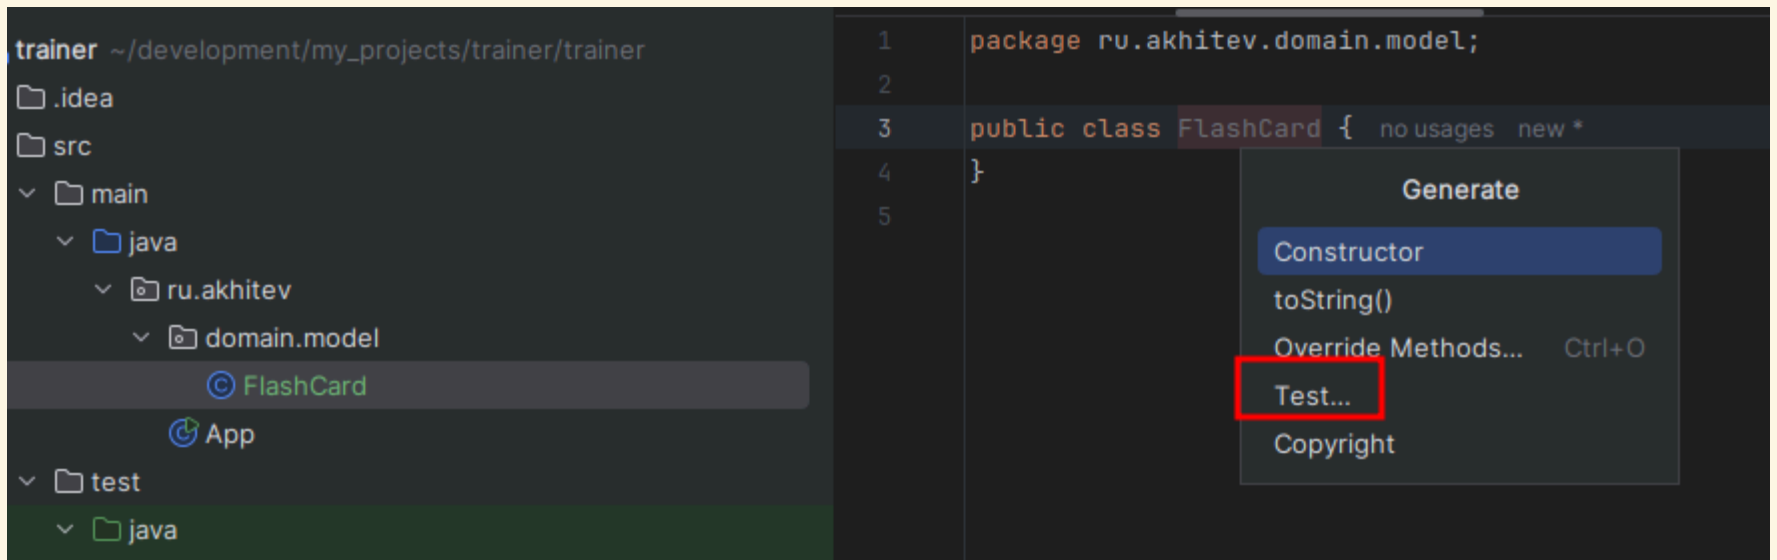 trainer ~/development/my_projects/trainer/trainer
.idea
src
main
java
ru.akhitev
domain.model
FlashCard
App
test
java
1 package ru.akhitev.domain.model;
2
3 public class FlashCard { no usages new *
4 }
5
Generate
Constructor
toString()
Override Methods... Ctrl+O
Test...
Copyright